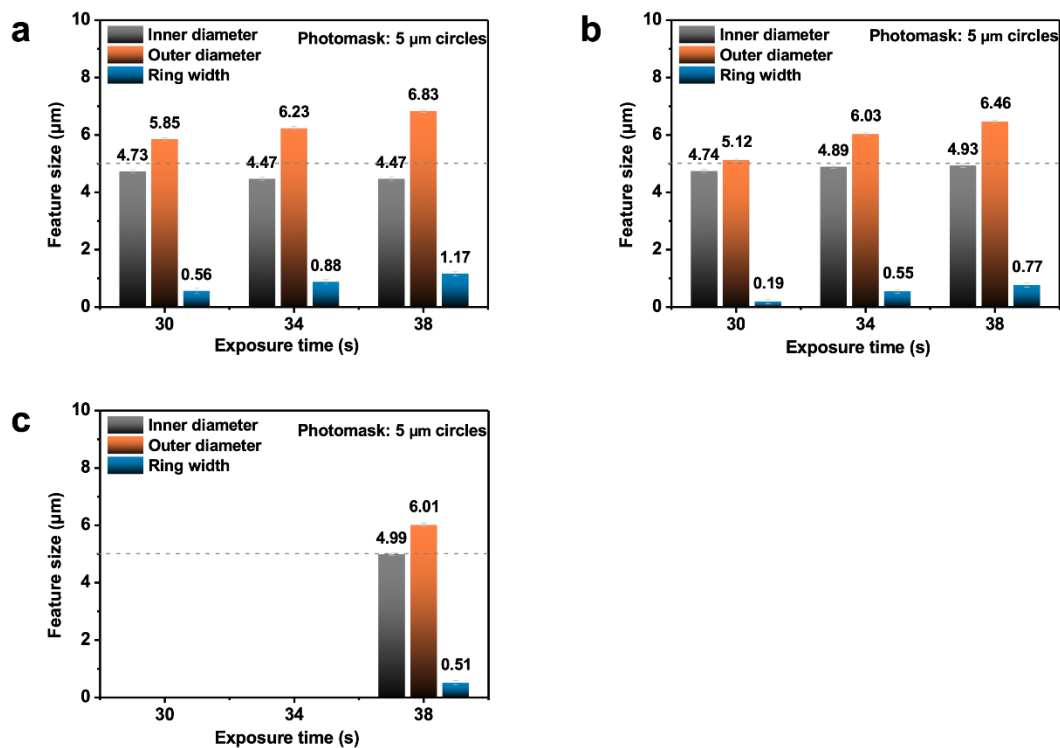 a
Inner diameter
Outer diameter
Ring width
Photomask: 5 µm circles
Feature size (µm)
10
8
6
4
2
0
4.73
5.85
0.56
4.47
6.23
0.88
4.47
6.83
1.17
30
34
38
Exposure time (s)
b
Inner diameter
Outer diameter
Ring width
Photomask: 5 µm circles
Feature size (µm)
10
8
6
4
2
0
4.74
5.12
0.19
4.89
6.03
0.55
4.93
6.46
0.77
30
34
38
Exposure time (s)
c
Inner diameter
Outer diameter
Ring width
Photomask: 5 µm circles
Feature size (µm)
10
8
6
4
2
0
4.99
6.01
0.51
30
34
38
Exposure time (s)